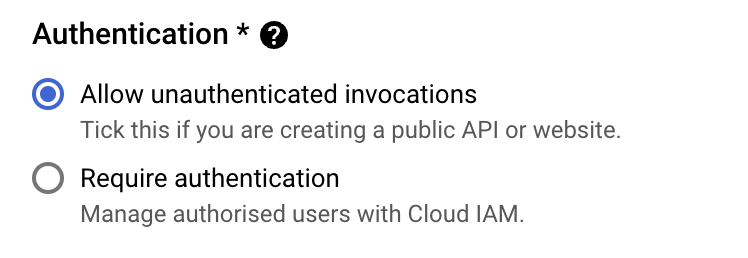 Authentication * ?
Allow unauthenticated invocations
Tick this if you are creating a public API or website.
Require authentication
Manage authorised users with Cloud IAM.